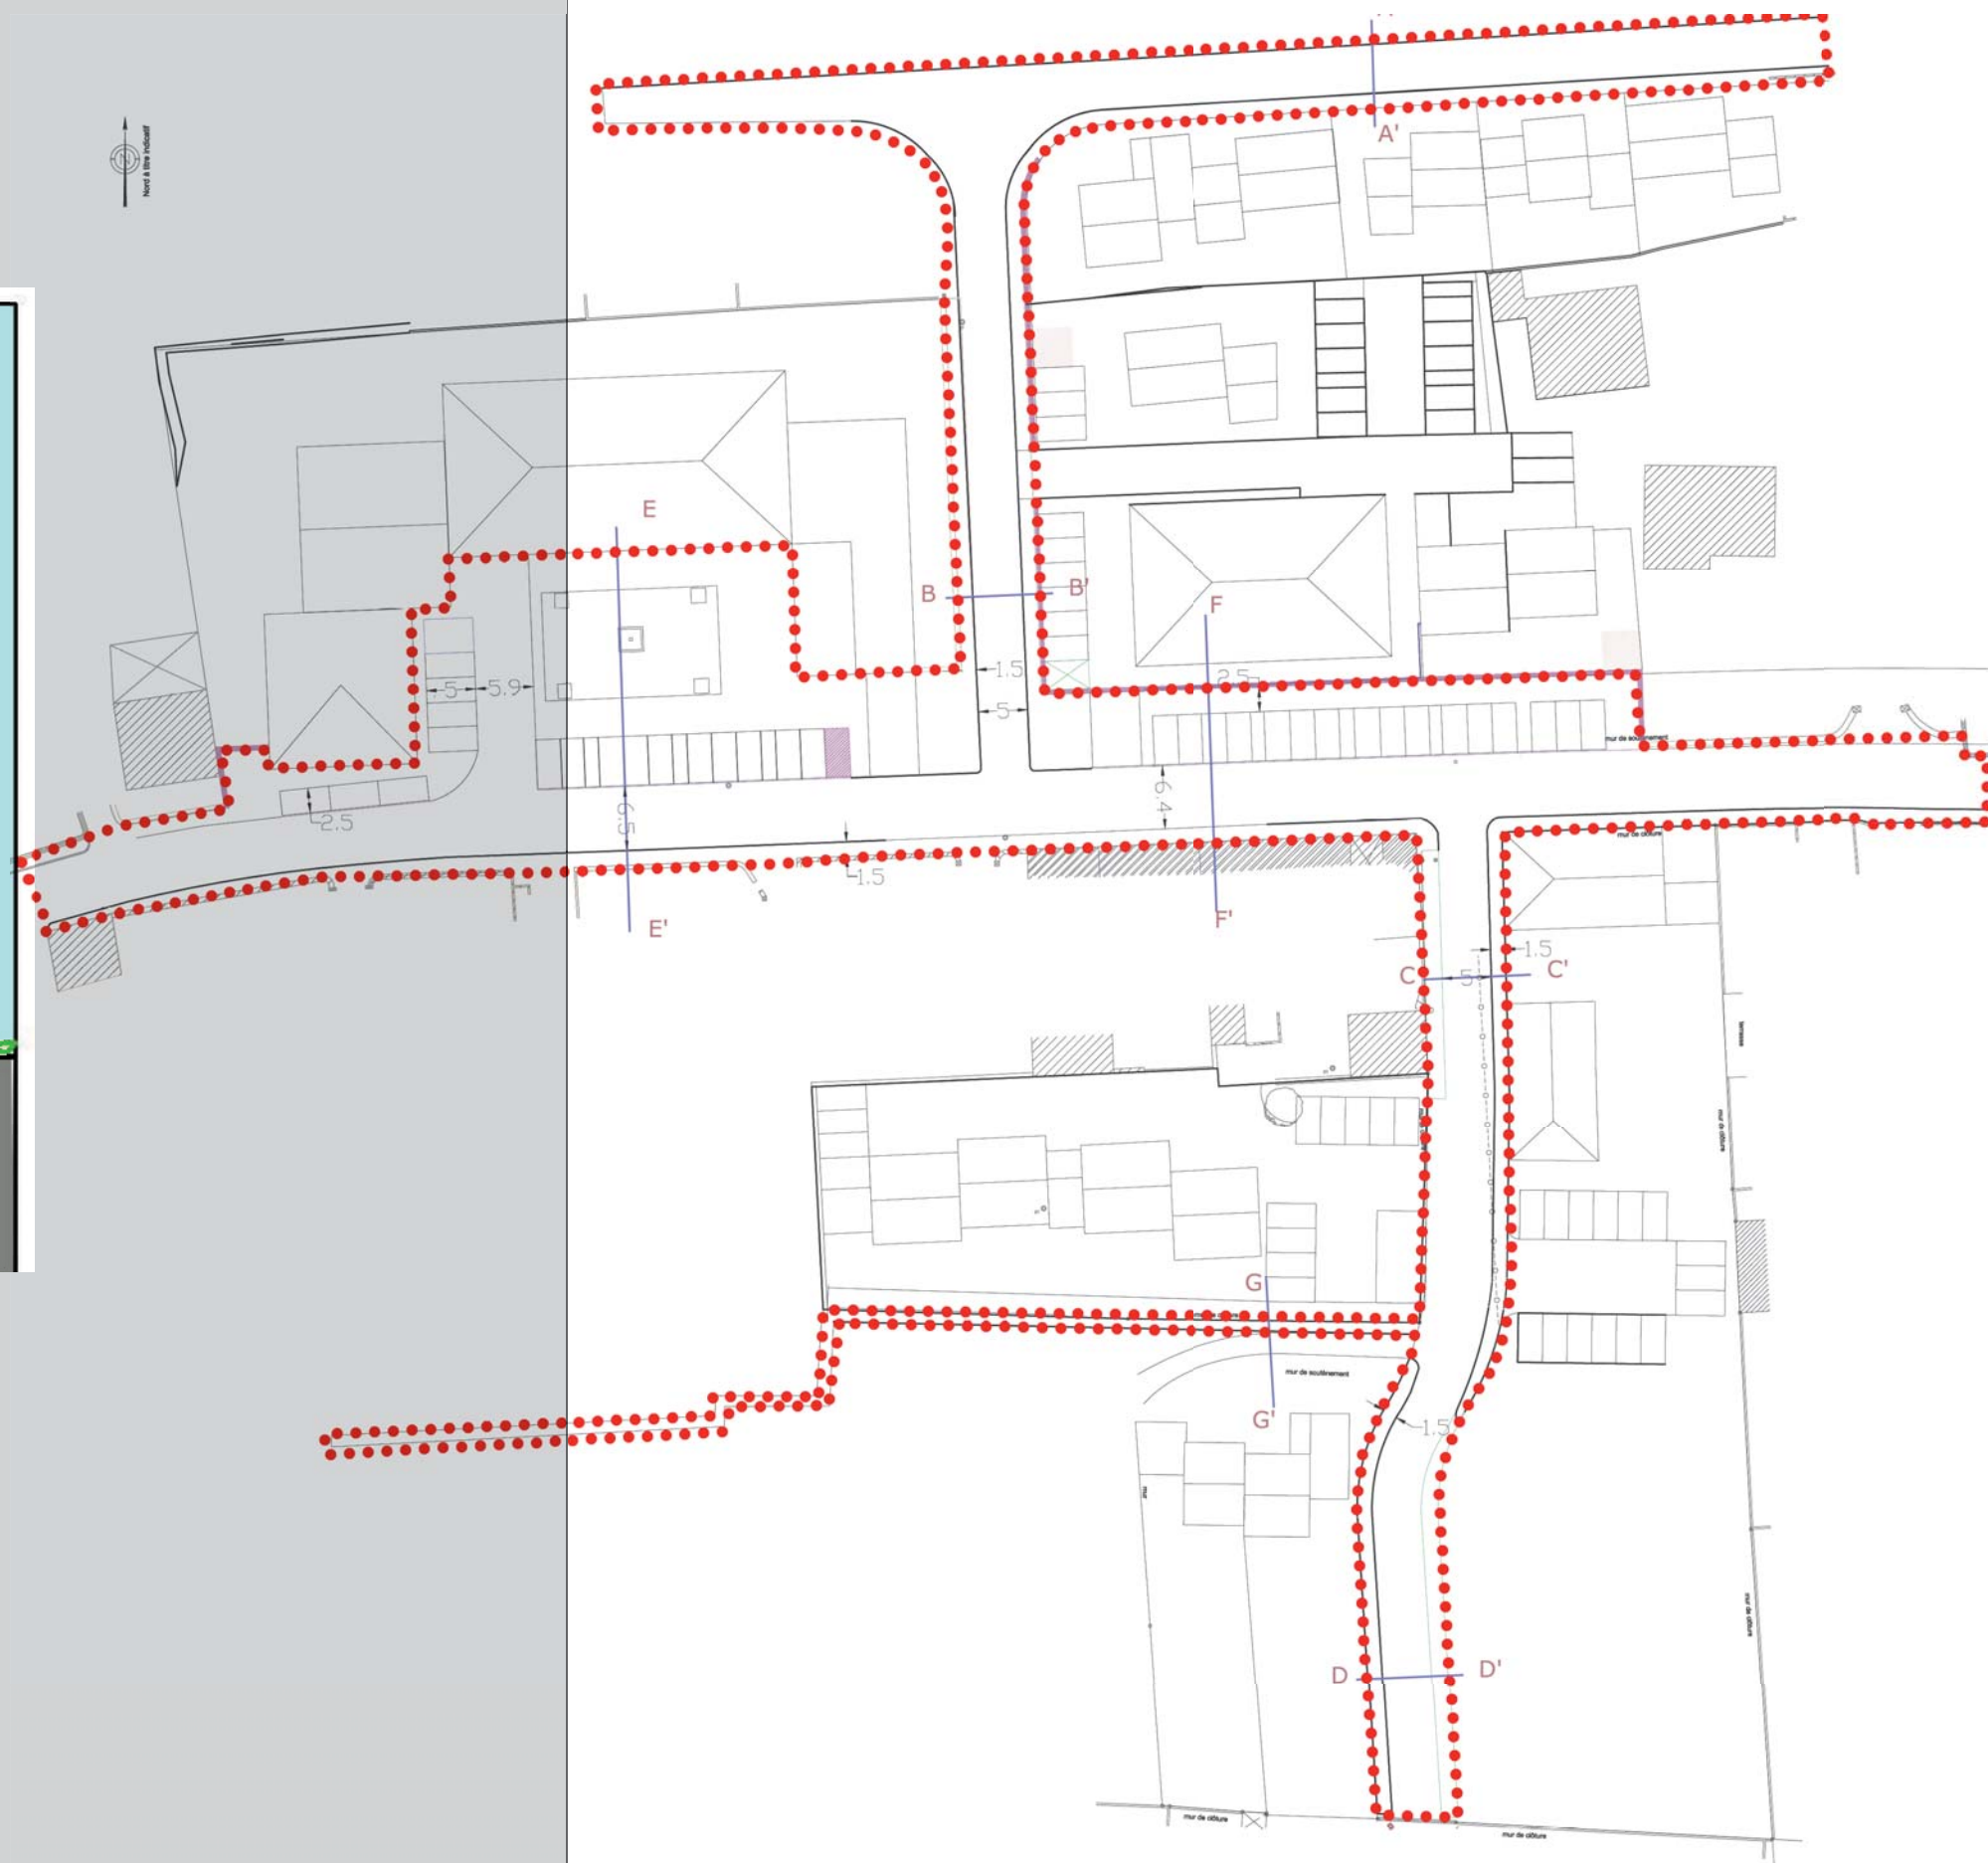 A'
Nord à titre indicatif
E
B
B'
F
1.5
2.5
5
5.9
5
mur de soutènement
2.5
6.5
6.4
mur de clôture
1.5
E'
F'
1.5
C
5
C'
terrasse
mur de clôture
G
mur de soutènement
G'
1.5
mur
mur de clôture
D
D'
mur de clôture
mur de clôture